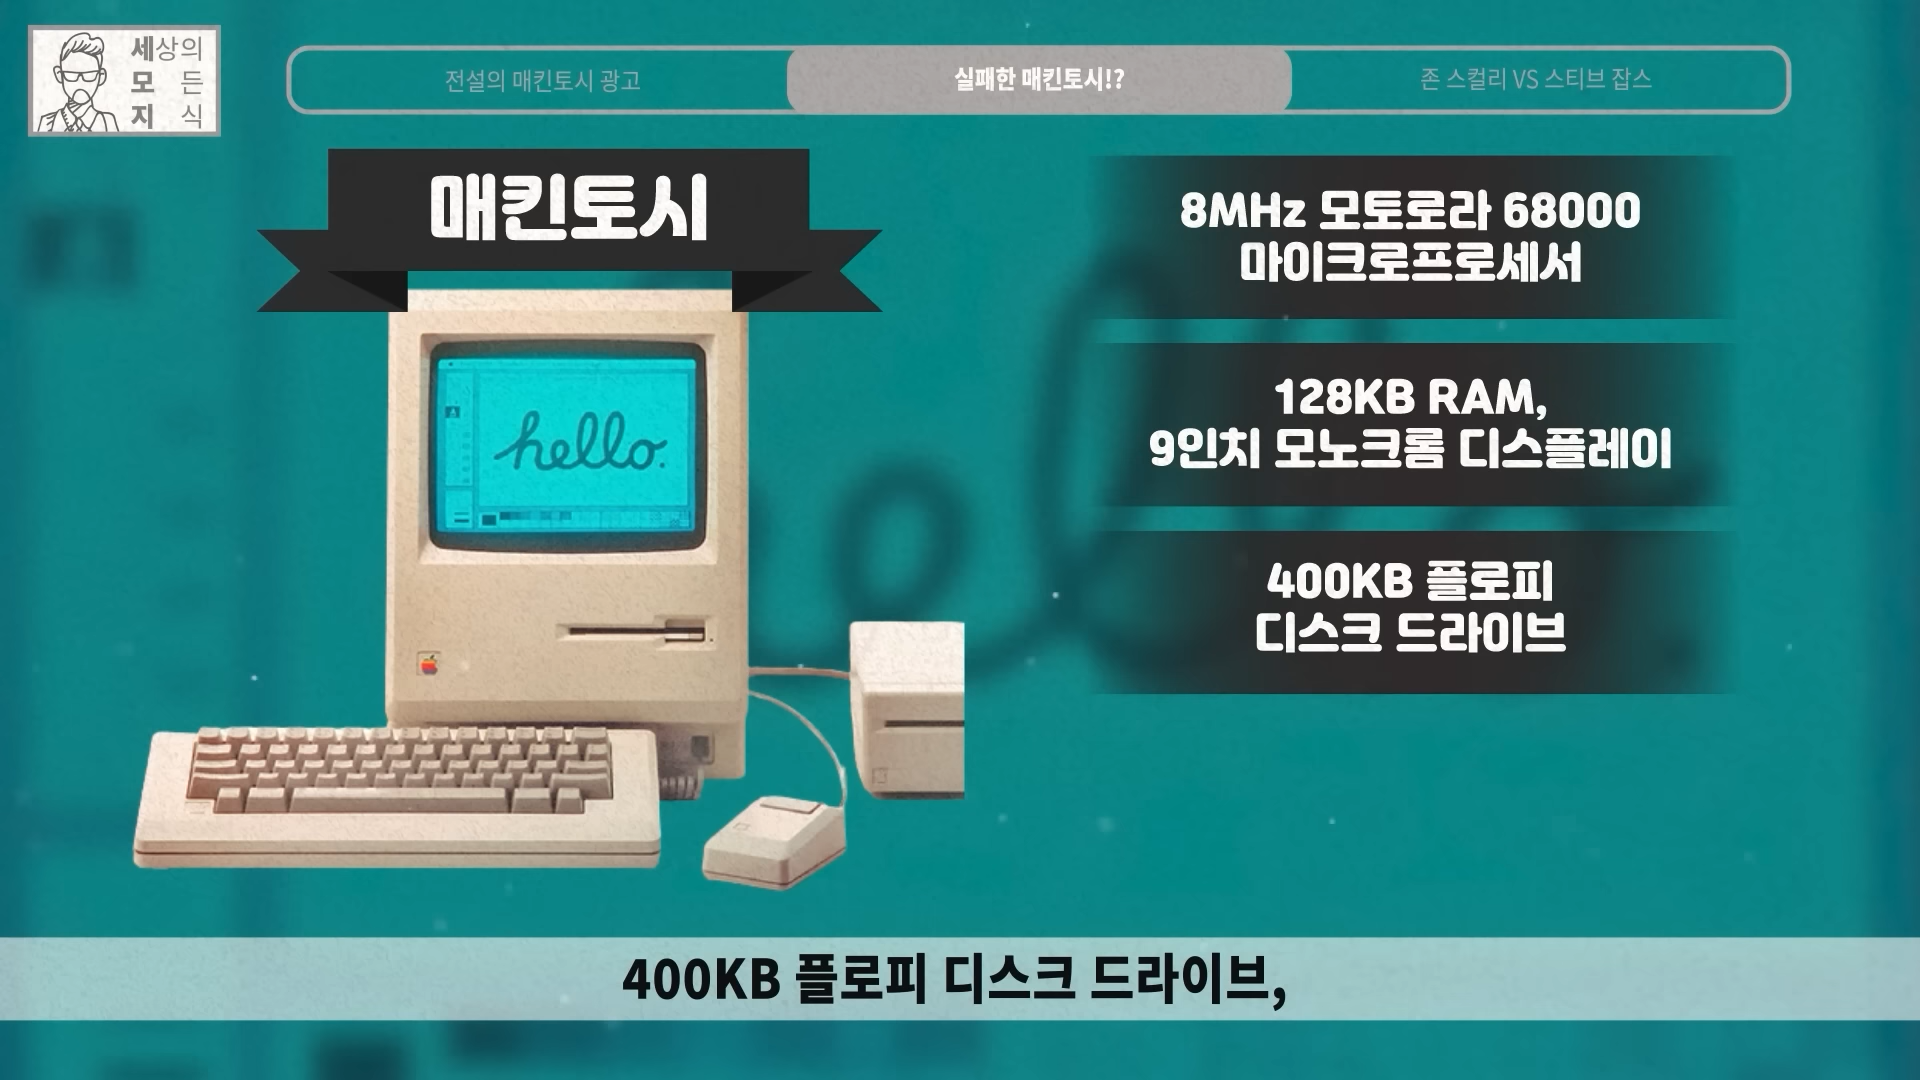 세상의
모 든
지 식
전설의 매킨토시 광고
실패한 매킨토시!?
존 스컬리 VS 스티브 잡스
매킨토시
8MHz 모토로라 68000
마이크로프로세서
128KB RAM,
9인치 모노크롬 디스플레이
400KB 플로피
디스크 드라이브
hello.
400KB 플로피 디스크 드라이브,